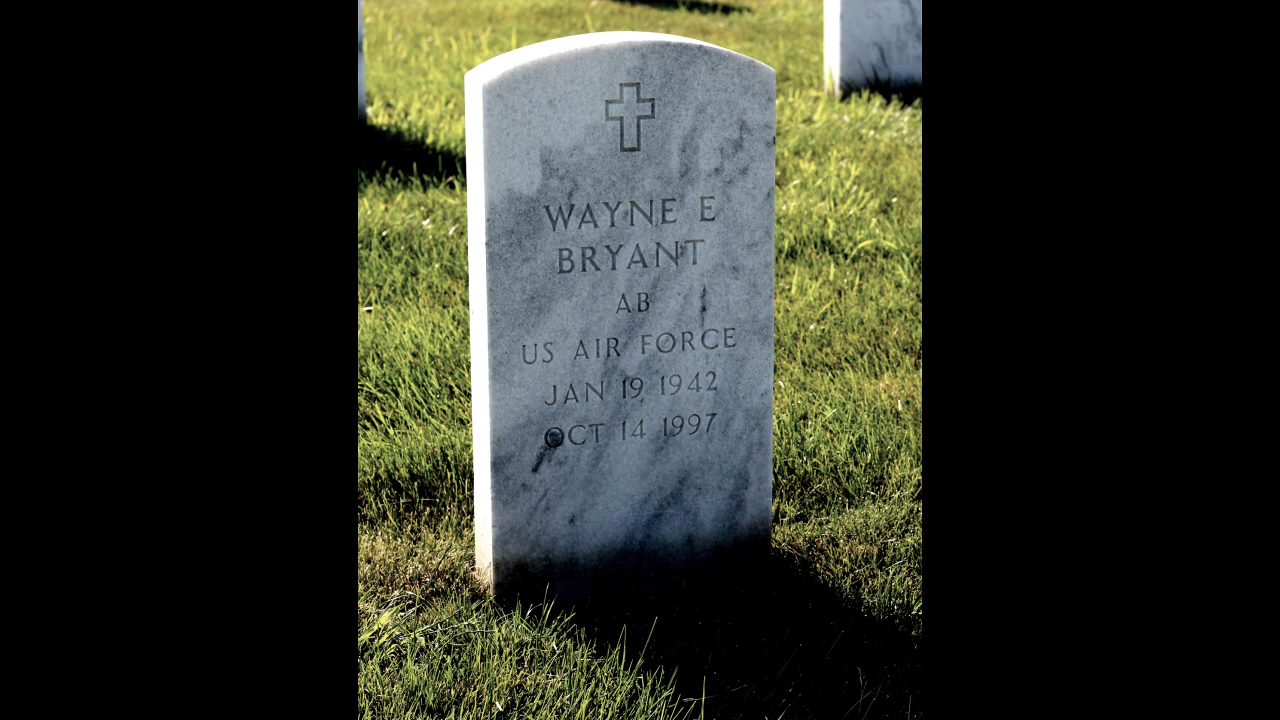 WAYNE E
BRYANT
AB
US AIR FORCE
JAN 19 1942
OCT 14 1997